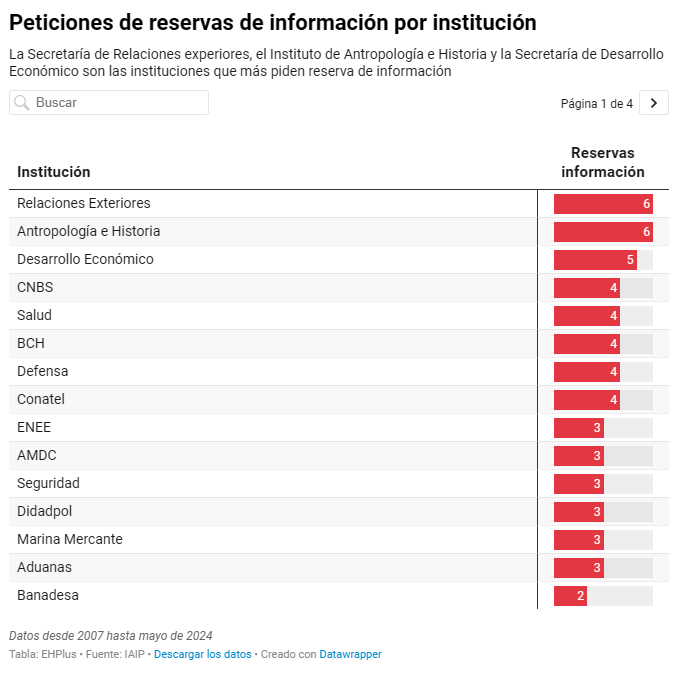 Peticiones de reservas de información por institución
La Secretaría de Relaciones experiores, el Instituto de Antropología e Historia y la Secretaría de Desarrollo
Económico son las instituciones que más piden reserva de información
Buscar
Página 1 de 4
Institución
Reservas
información
Relaciones Exteriores 6
Antropología e Historia 6
Desarrollo Económico 5
CNBS 4
Salud 4
BCH 4
Defensa 4
Conatel 4
ENEE 3
AMDC 3
Seguridad 3
Didadpol 3
Marina Mercante 3
Aduanas 3
Banadesa 2
Datos desde 2007 hasta mayo de 2024
Tabla: EHPlus • Fuente: IAIP • Descargar los datos • Creado con Datawrapper